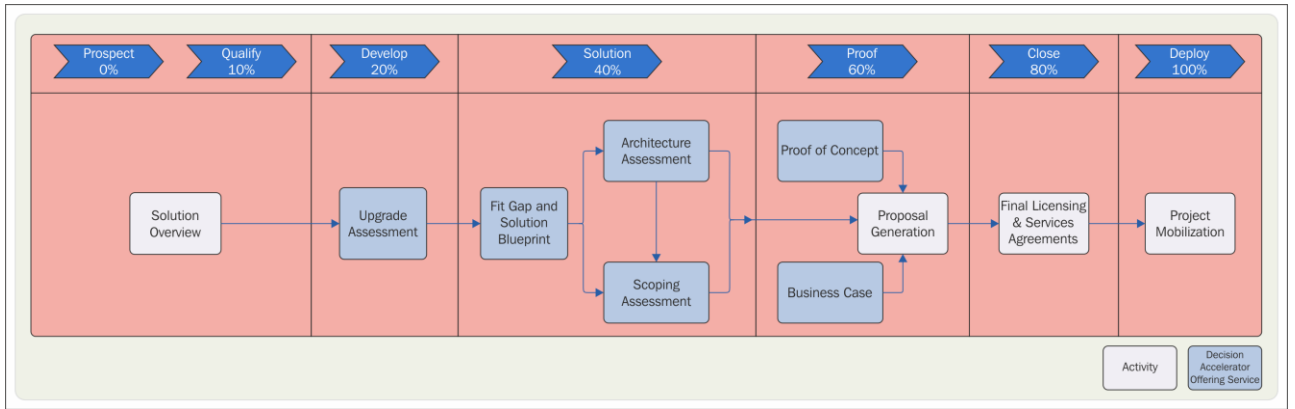 Prospect
0%
Qualify
10%
Develop
20%
Solution
40%
Proof
60%
Close
80%
Deploy
100%
Solution
Overview
Upgrade
Assessment
Fit Gap and
Solution
Blueprint
Architecture
Assessment
Scoping
Assessment
Proof of Concept
Business Case
Proposal
Generation
Final Licensing
& Services
Agreements
Project
Mobilization
Activity
Decision
Accelerator
Offering Service